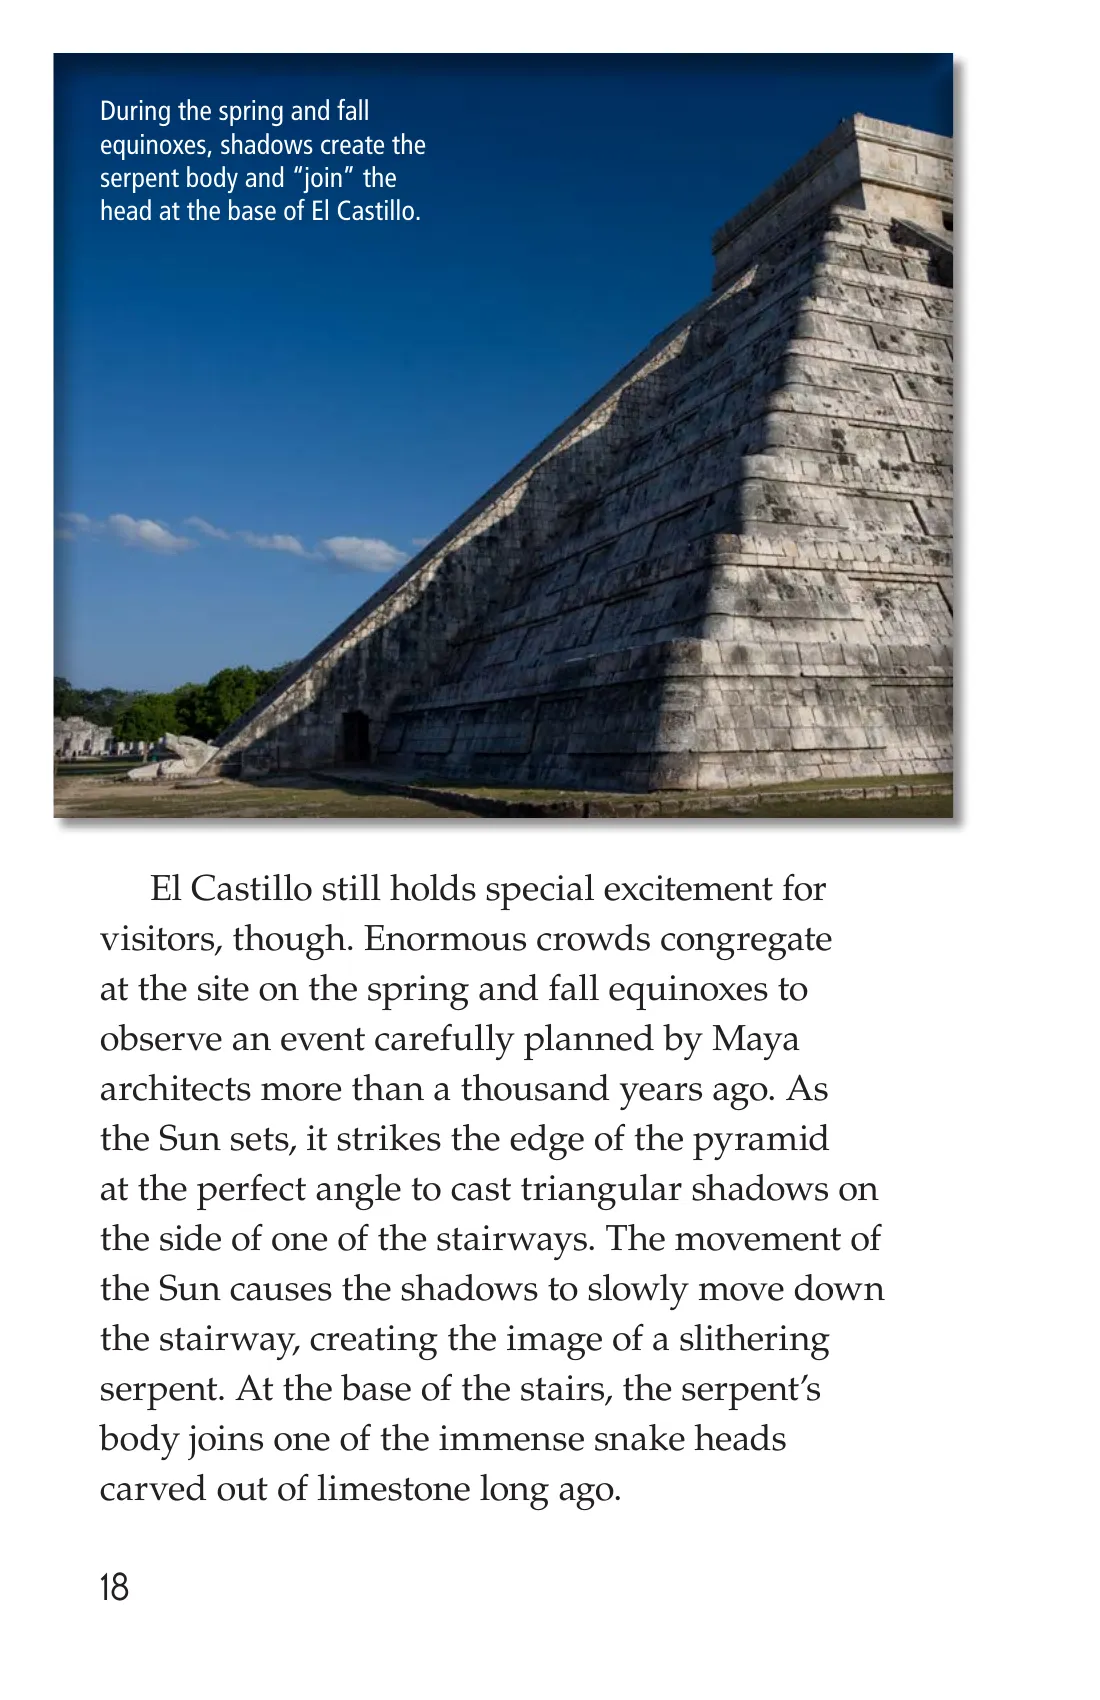 During the spring and fall
equinoxes, shadows create the
serpent body and “join” the
head at the base of El Castillo.
El Castillo still holds special excitement for
visitors, though. Enormous crowds congregate
at the site on the spring and fall equinoxes to
observe an event carefully planned by Maya
architects more than a thousand years ago. As
the Sun sets, it strikes the edge of the pyramid
at the perfect angle to cast triangular shadows on
the side of one of the stairways. The movement of
the Sun causes the shadows to slowly move down
the stairway, creating the image of a slithering
serpent. At the base of the stairs, the serpent’s
body joins one of the immense snake heads
carved out of limestone long ago.
18